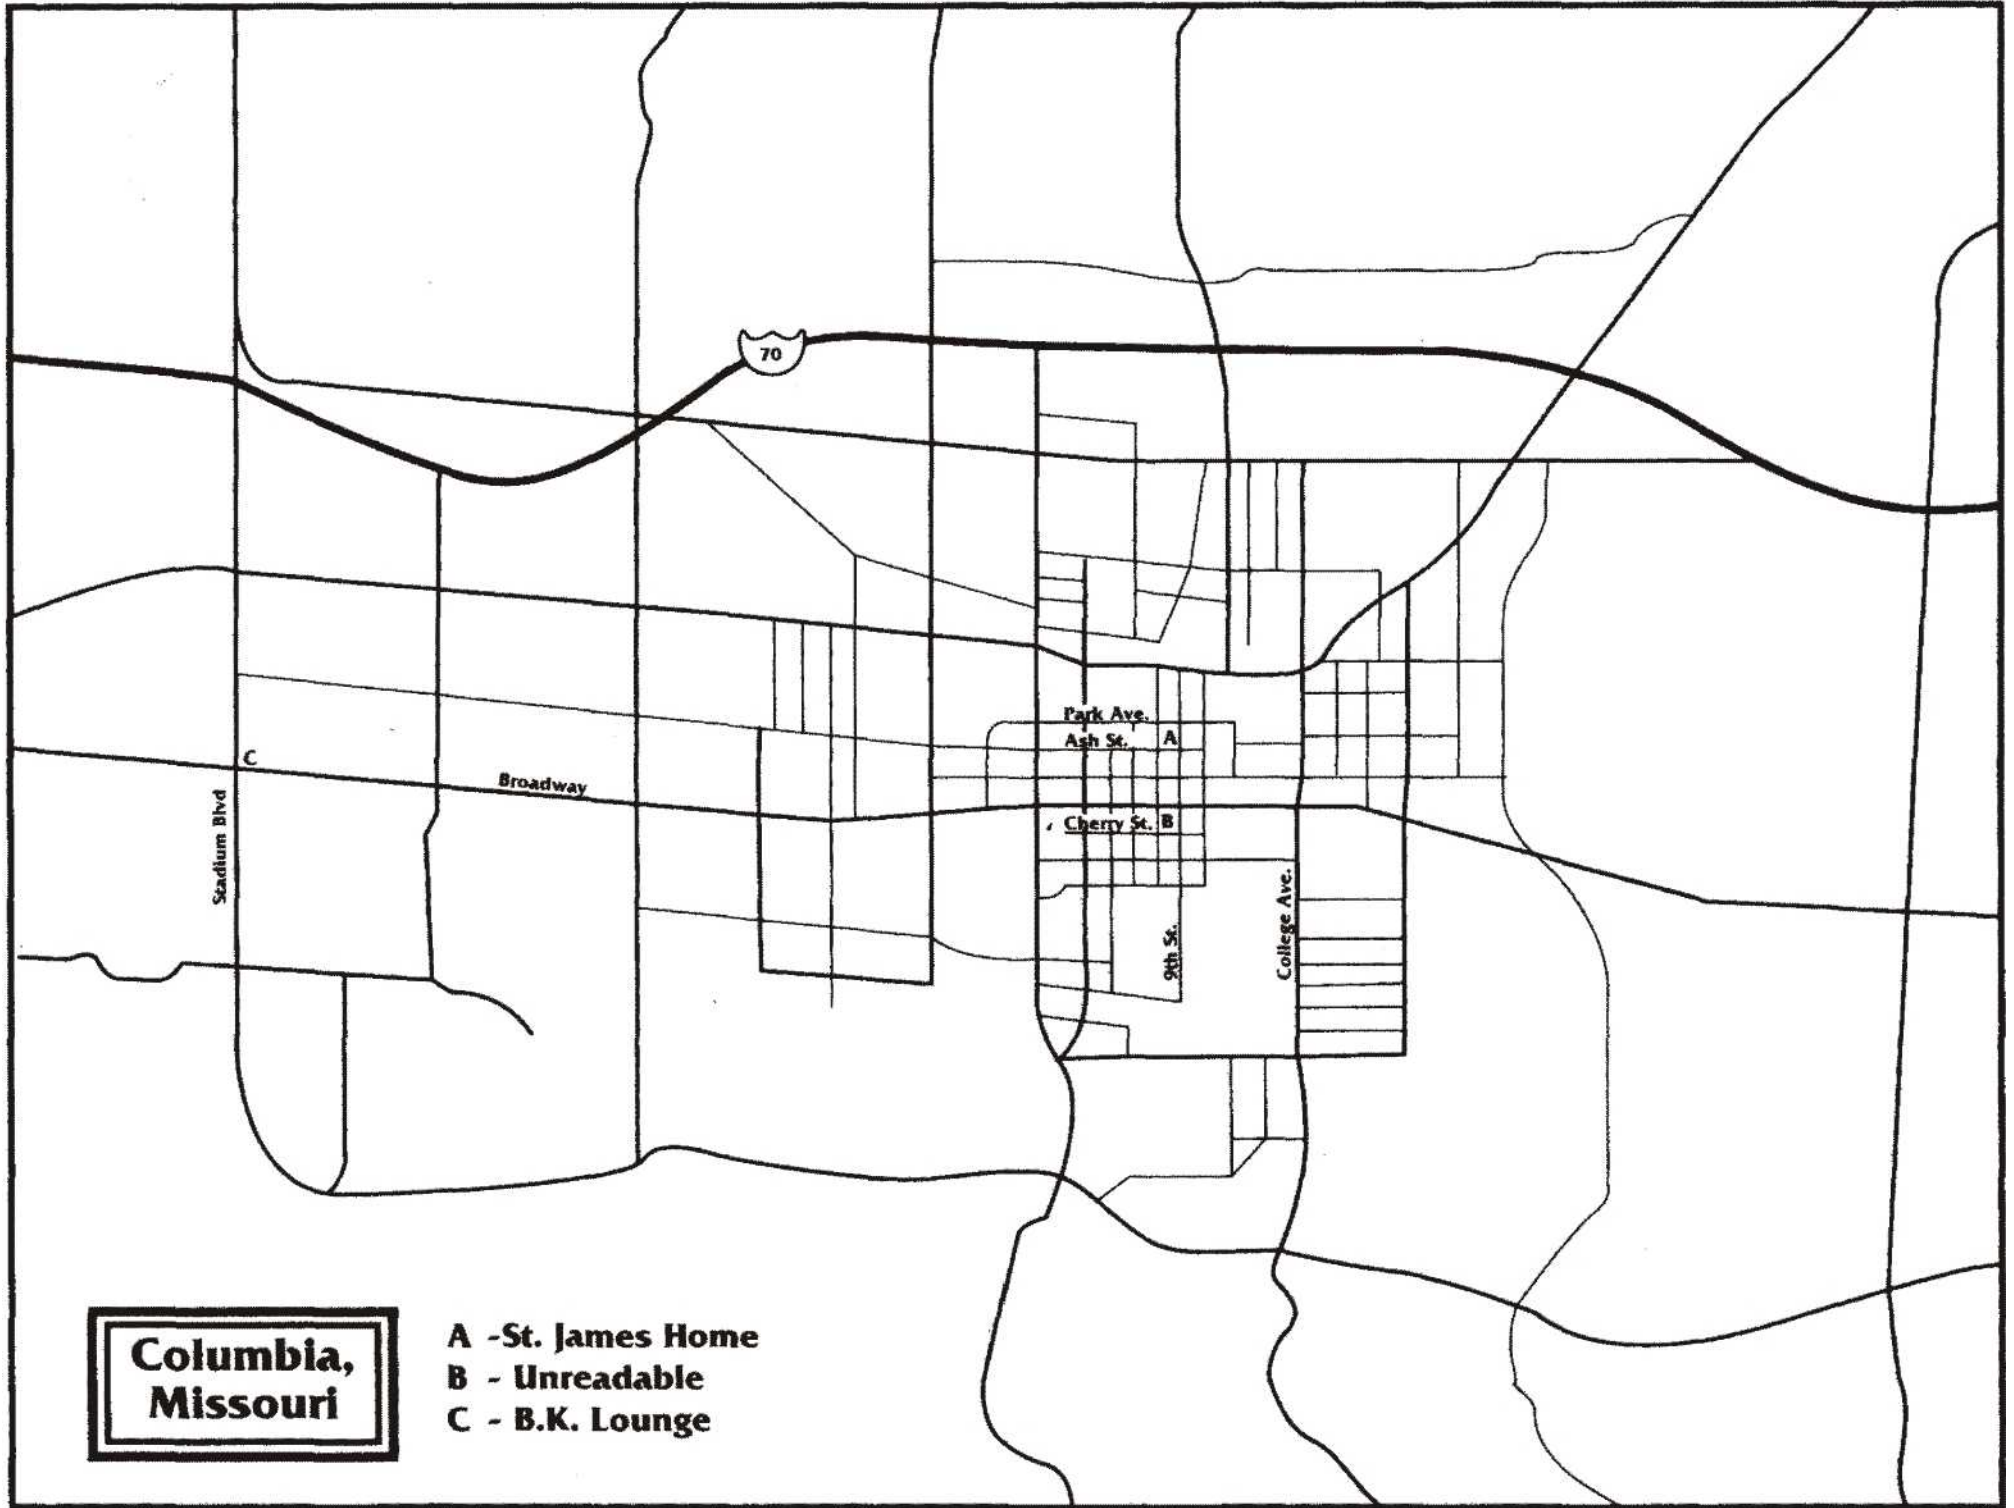 70
Park Ave.
Ash St.
A
C
Broadway
Stadium Blvd
Cherry St.
B
9th St.
College Ave.
Columbia,
Missouri
A -St. James Home
B - Unreadable
C - B.K. Lounge